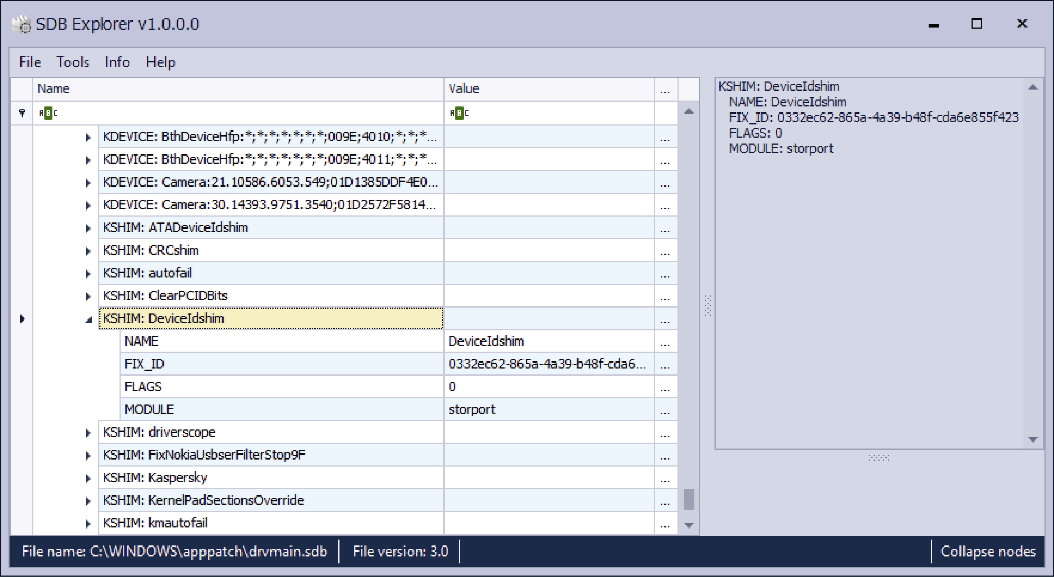 SDB Explorer v1.0.0.0
File Tools Info Help
Name Value ...
ABC ABC
KDEVICE: BthDeviceHfp:*;*;*;*;*;*;*;009E;4010;*;*;*... ...
KDEVICE: BthDeviceHfp:*;*;*;*;*;*;*;009E;4011;*;*;*... ...
KDEVICE: Camera:21.10586.6053.549;01D1385DDF4E0... ...
KDEVICE: Camera:30.14393.9751.3540;01D2572F5814... ...
KSHIM: ATADeviceIdshim ...
KSHIM: CRCshim ...
KSHIM: autofail ...
KSHIM: ClearPCIDBits ...
KSHIM: DeviceIdshim ...
NAME DeviceIdshim ...
FIX_ID 0332ec62-865a-4a39-b48f-cda6... ...
FLAGS 0 ...
MODULE storport ...
KSHIM: driverscope ...
KSHIM: FixNokiaUsbserFilterStop9F ...
KSHIM: Kaspersky ...
KSHIM: KernelPadSectionsOverride ...
KSHIM: kmautofail ...
KSHIM: DeviceIdshim
NAME: DeviceIdshim
FIX_ID: 0332ec62-865a-4a39-b48f-cda6e855f423
FLAGS: 0
MODULE: storport
File name: C:\WINDOWS\apppatch\drvmain.sdb File version: 3.0 Collapse nodes